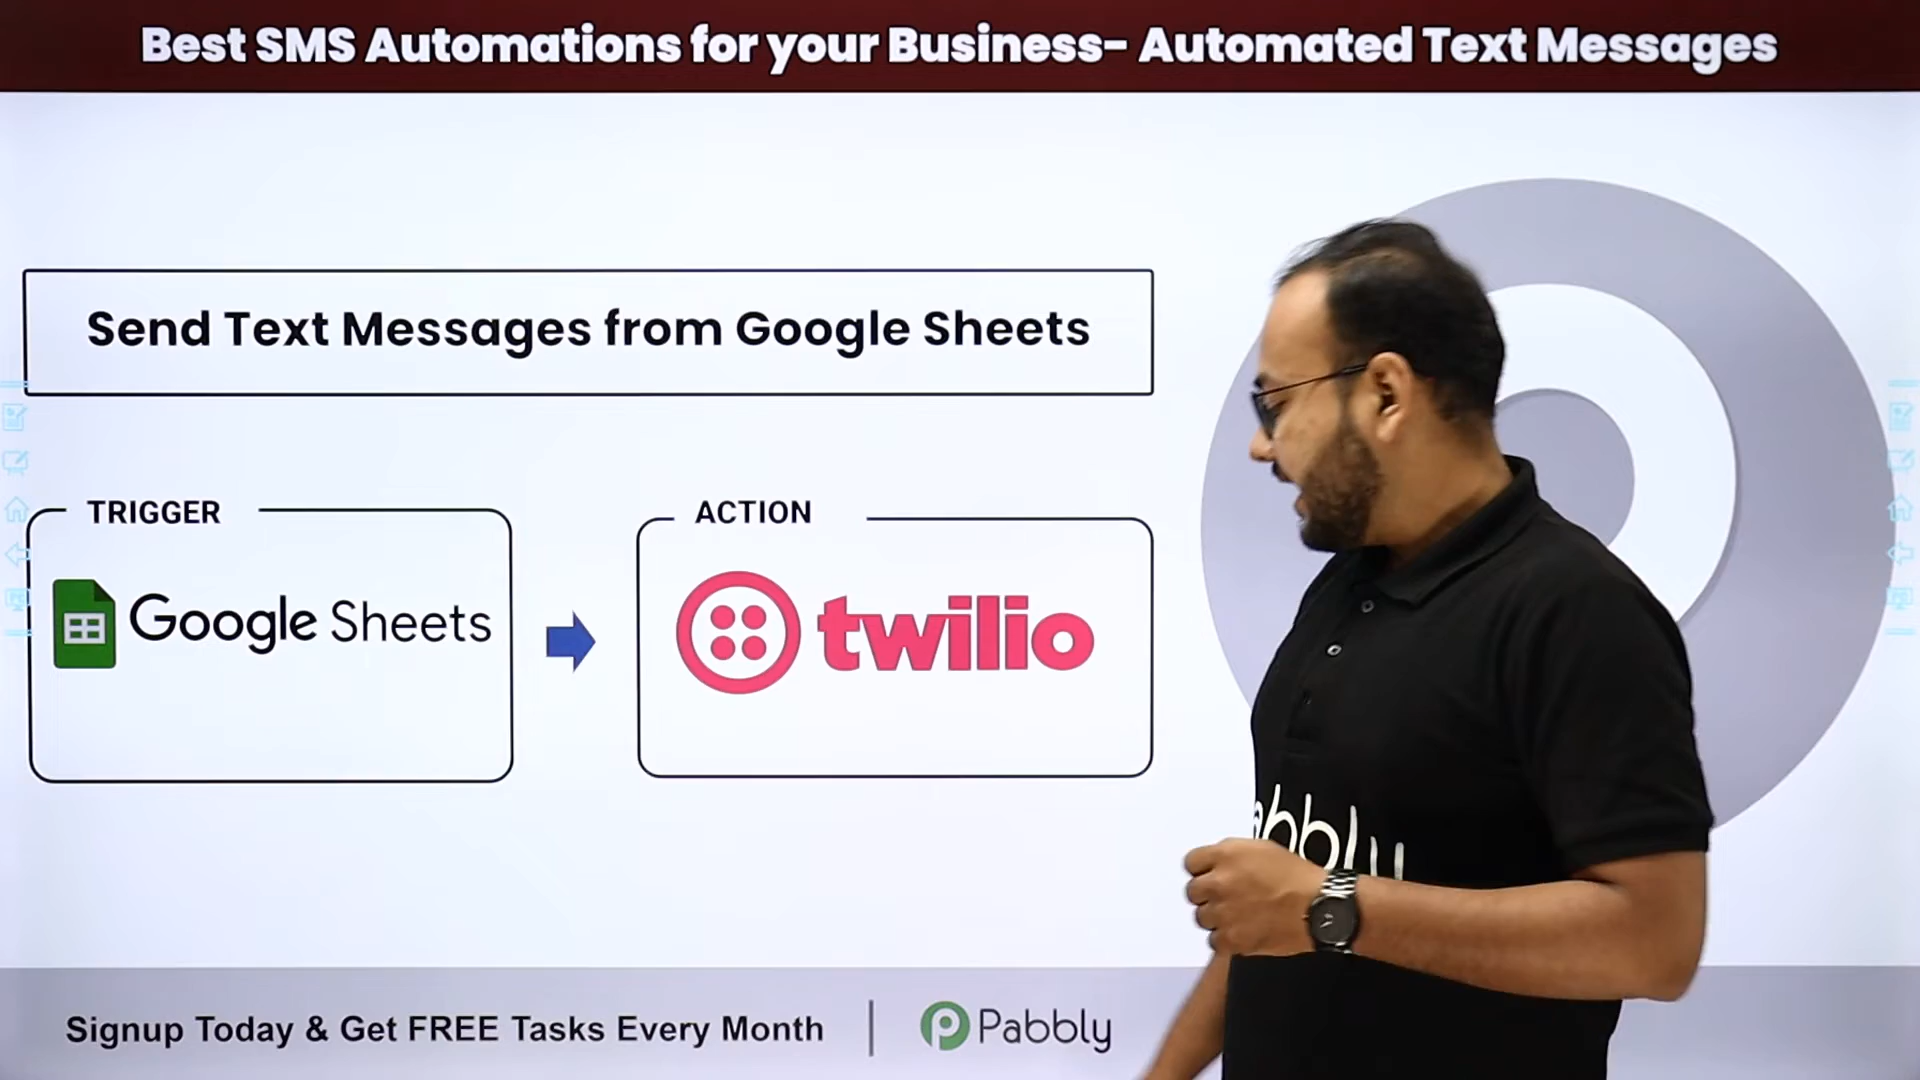 Best SMS Automations for your Business- Automated Text Messages
Send Text Messages from Google Sheets
TRIGGER
ACTION
Google Sheets
twilio
abbly
Signup Today & Get FREE Tasks Every Month
Pabbly